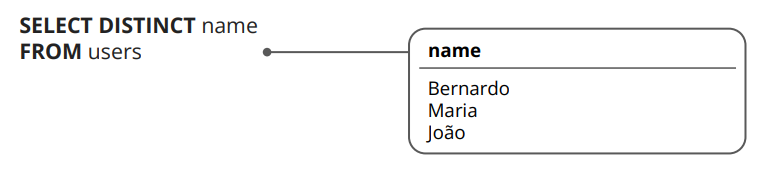 SELECT DISTINCT name
FROM users
name
Bernardo
Maria
João